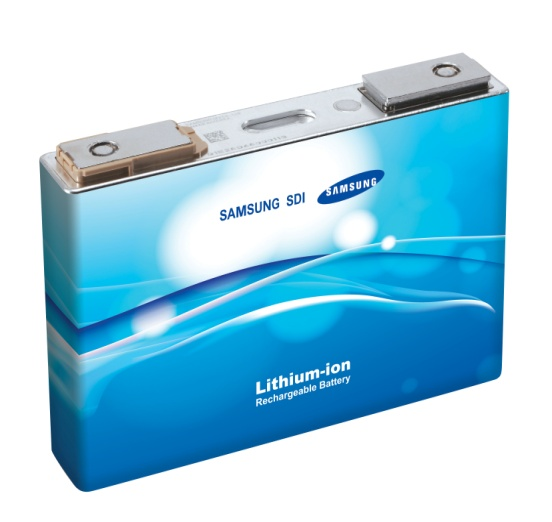 SAMSUNG SDI SAMSUNG
Lithium-ion
Rechargeable Battery